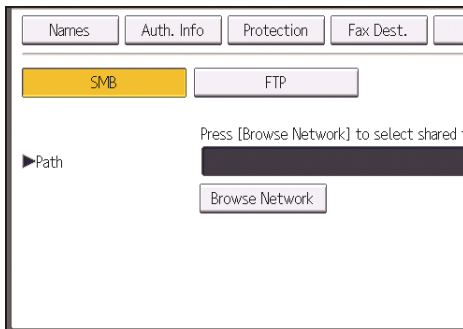 Names Auth. Info Protection Fax Dest.
SMB FTP
Press [Browse Network] to select shared
▶Path
Browse Network